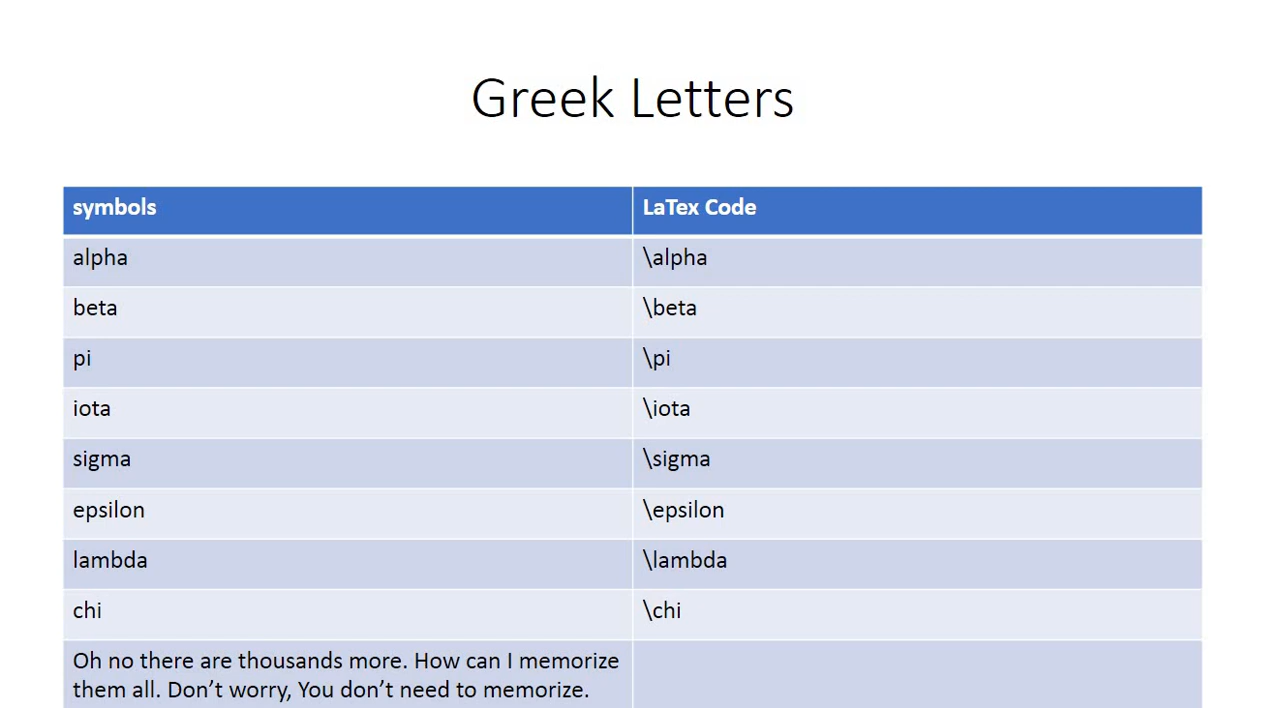 Greek Letters
symbols LaTex Code
alpha \alpha
beta \beta
pi \pi
iota \iota
sigma \sigma
epsilon \epsilon
lambda \lambda
chi \chi
Oh no there are thousands more. How can I memorize
them all. Don’t worry, You don’t need to memorize.